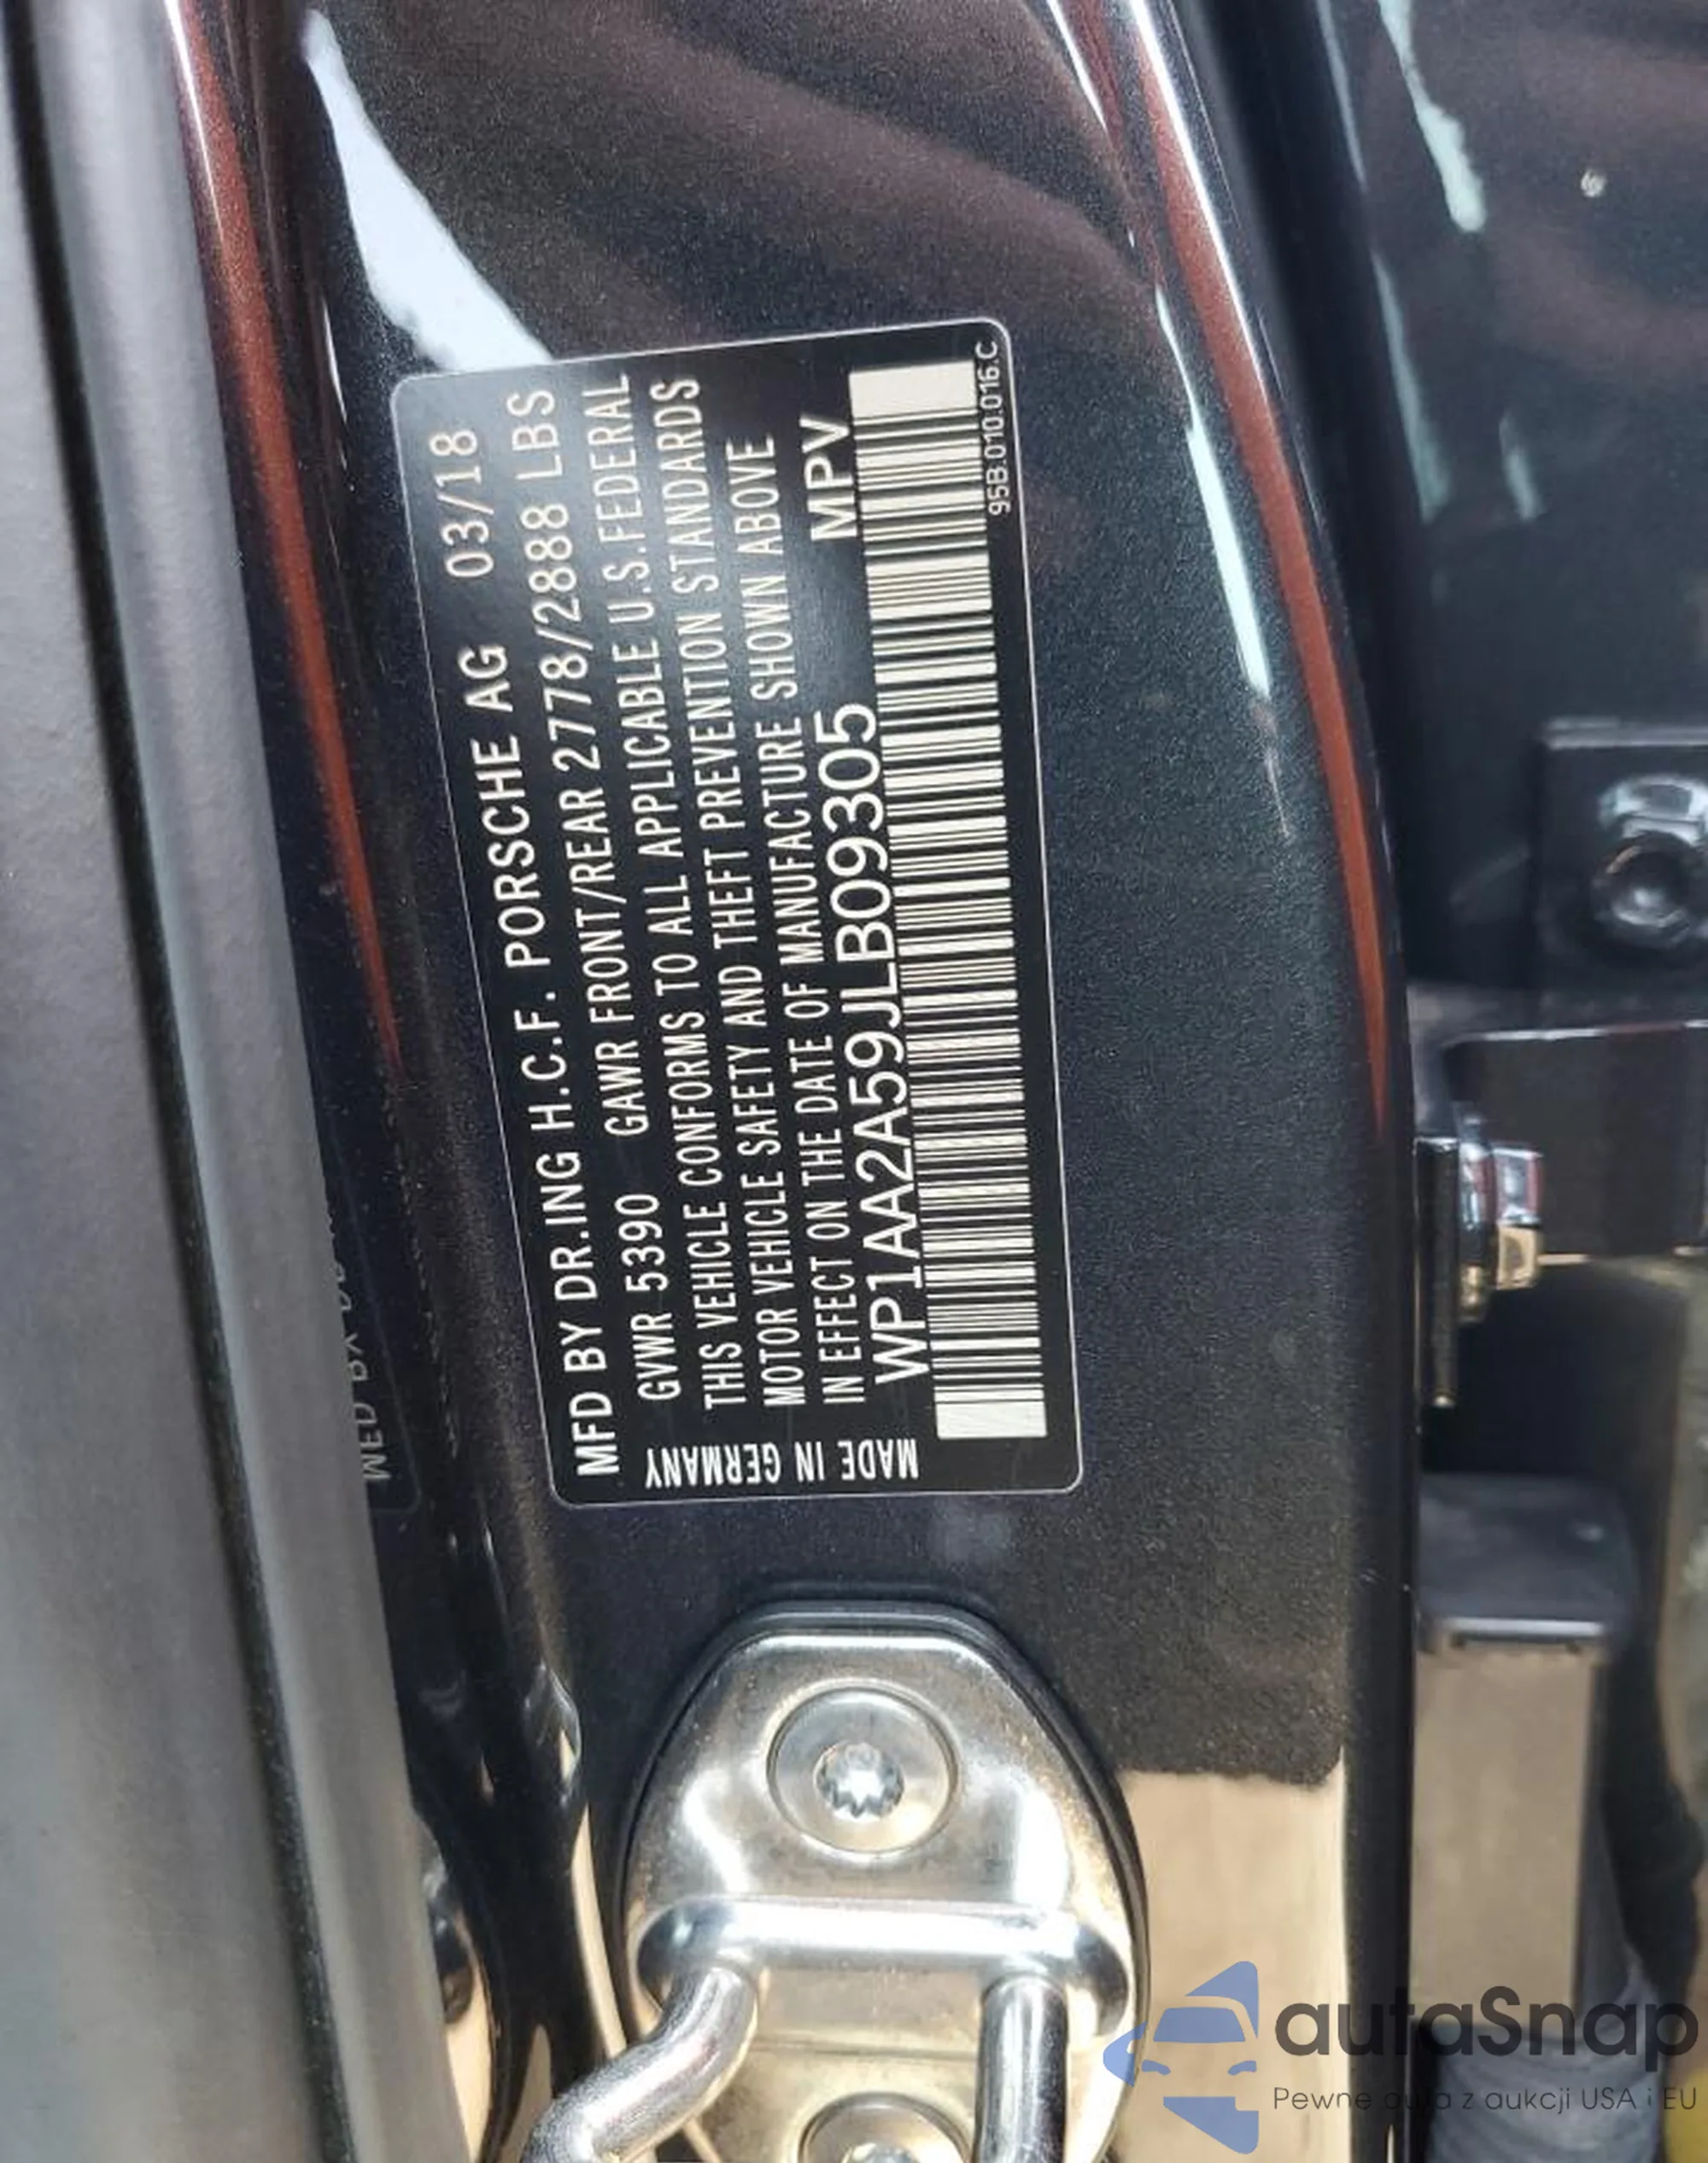 MFD BY DR.ING H.C.F. PORSCHE AG 03/18
GVWR 5390 GAWR FRONT/REAR 2778/2888 LBS
THIS VEHICLE CONFORMS TO ALL APPLICABLE U.S.FEDERAL
MOTOR VEHICLE SAFETY AND THEFT PREVENTION STANDARDS
IN EFFECT ON THE DATE OF MANUFACTURE SHOWN ABOVE
WP1AA2A59JLB09305 MPV
95B.010.016.C
MADE IN GERMANY
autaSnap
Pewne auta z aukcji USA i EU